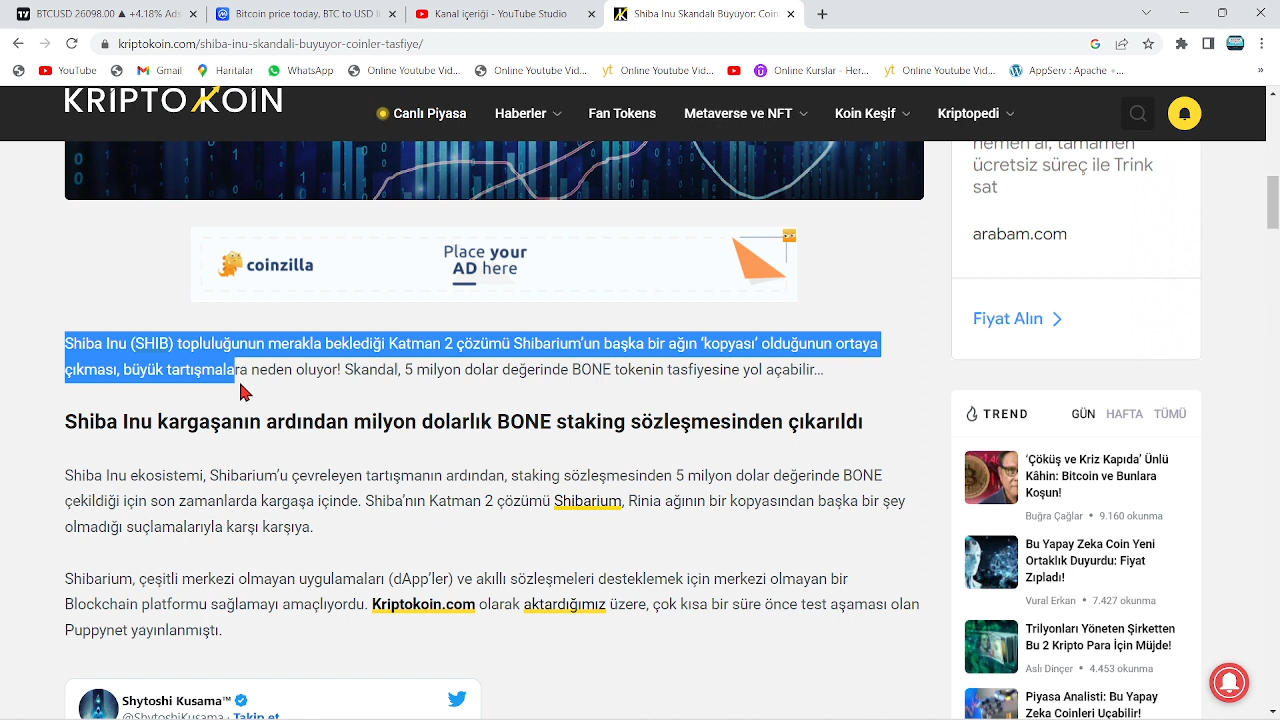 BTCUSD 26098.00 ▲ +4.18% Ads
Bitcoin price today, BTC to USD li
Kanal içeriği - YouTube Studio
Shiba Inu Skandalı Büyüyor: Coin
kriptokoin.com/shiba-inu-skandali-buyuyor-coinler-tasfiye/
YouTube
Gmail
Haritalar
WhatsApp
Online Youtube Vid...
Online Youtube Vid...
Online Youtube Vid...
Online Kurslar - Her...
Online Youtube Vid...
AppServ : Apache +...
KRIPTOKOIN
Canlı Piyasa
Haberler
Fan Tokens
Metaverse ve NFT
Koin Keşif
Kriptopedi
hemen al, tamamen
ücretsiz süreç ile Trink
sat
arabam.com
Fiyat Alın
coinzilla
Place your
AD here
Shiba Inu (SHIB) topluluğunun merakla beklediği Katman 2 çözümü Shibarium’un başka bir ağın ‘kopyası’ olduğunun ortaya
çıkması, büyük tartışmalara neden oluyor! Skandal, 5 milyon dolar değerinde BONE tokenin tasfiyesine yol açabilir…
Shiba Inu kargaşanın ardından milyon dolarlık BONE staking sözleşmesinden çıkarıldı
Shiba Inu ekosistemi, Shibarium’u çevreleyen tartışmanın ardından, staking sözleşmesinden 5 milyon dolar değerinde BONE
çekildiği için son zamanlarda kargaşa içinde. Shiba’nın Katman 2 çözümü Shibarium, Rinia ağının bir kopyasından başka bir şey
olmadığı suçlamalarıyla karşı karşıya.
Shibarium, çeşitli merkezi olmayan uygulamaları (dApp’ler) ve akıllı sözleşmeleri desteklemek için merkezi olmayan bir
Blockchain platformu sağlamayı amaçlıyordu. Kriptokoin.com olarak aktardığımız üzere, çok kısa bir süre önce test aşaması olan
Puppynet yayınlanmıştı.
Shytoshi Kusama™
@ShytoshiKusama · Takip et
TREND
GÜN HAFTA TÜMÜ
‘Çöküş ve Kriz Kapıda’ Ünlü
Kâhin: Bitcoin ve Bunlara
Koşun!
Buğra Çağlar • 9.160 okunma
Bu Yapay Zeka Coin Yeni
Ortaklık Duyurdu: Fiyat
Zıpladı!
Vural Erkan • 7.427 okunma
Trilyonları Yöneten Şirketten
Bu 2 Kripto Para İçin Müjde!
Aslı Dinçer • 4.453 okunma
Piyasa Analisti: Bu Yapay
Zeka Coinleri Uçabilir!